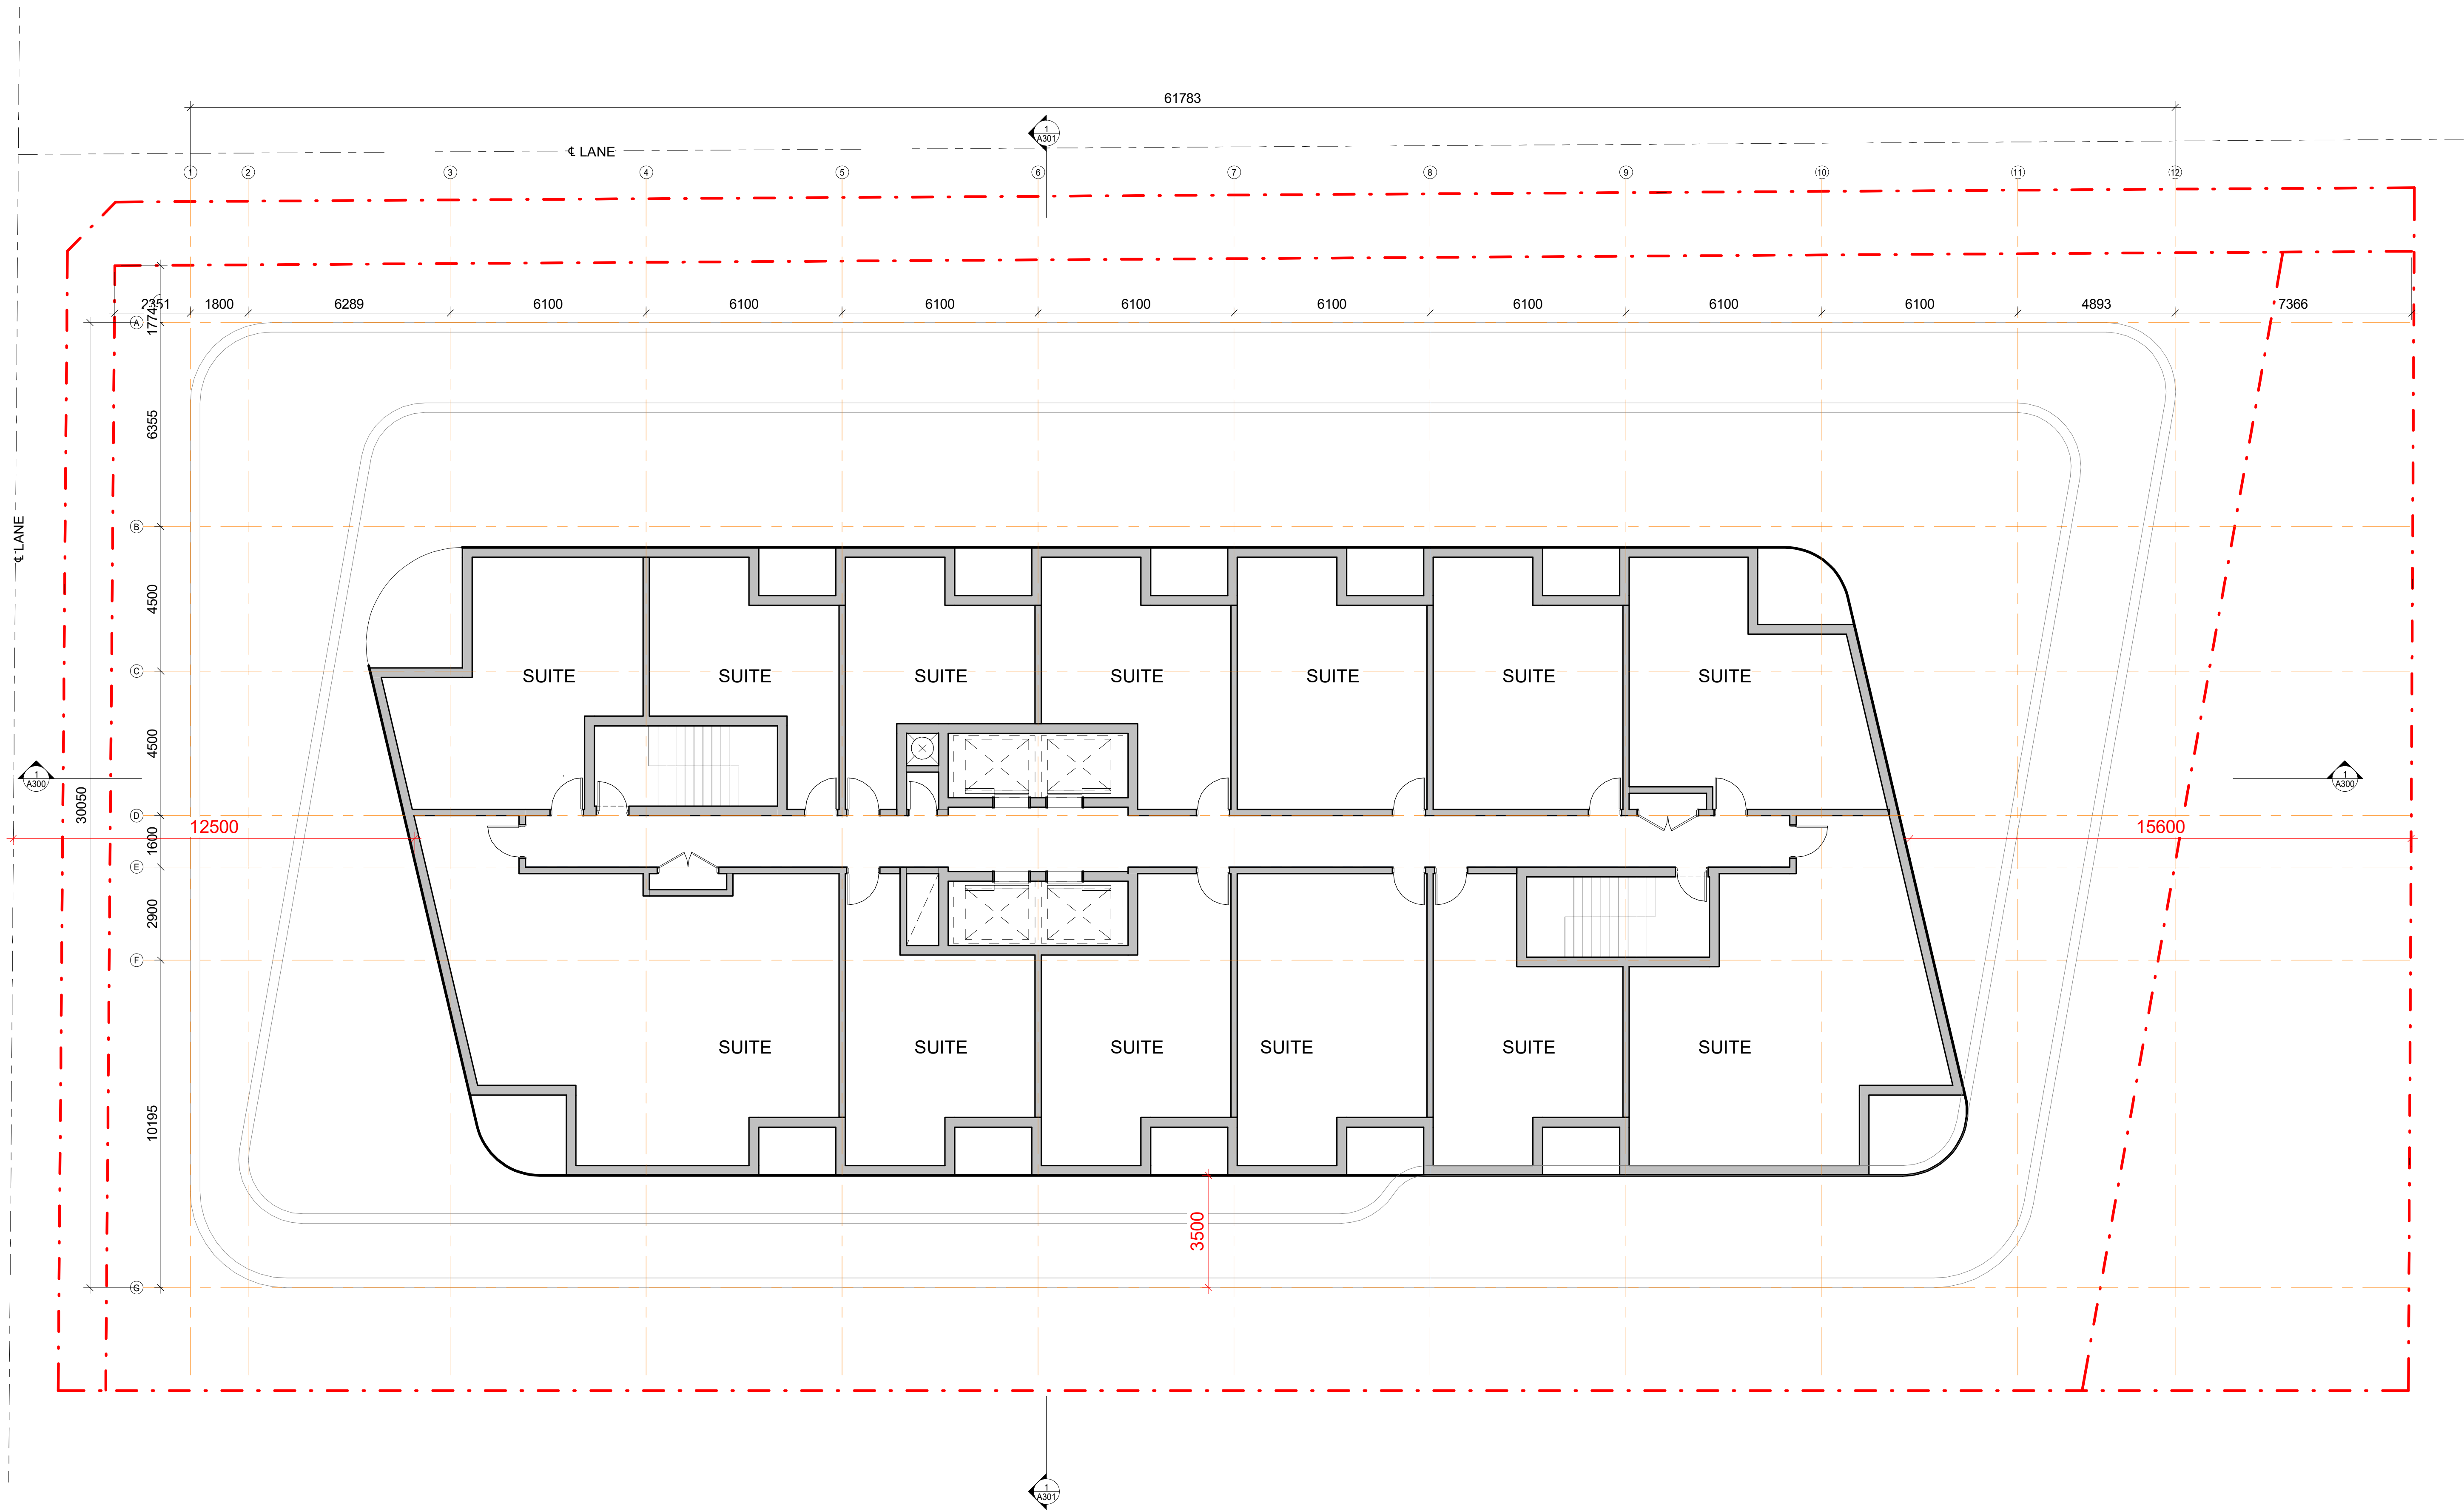 61783
1
A301
℄ LANE
1
2
3
4
5
6
7
8
9
10
11
12
2351
1800
6289
6100
6100
6100
6100
6100
6100
6100
6100
4893
7366
A
1774
6355
B
℄ LANE
4500
C
SUITE
SUITE
SUITE
SUITE
SUITE
SUITE
SUITE
4500
1
A300
1
A300
30050
D
12500
15600
1600
E
2900
F
SUITE
SUITE
SUITE
SUITE
SUITE
SUITE
10195
3500
G
1
A301